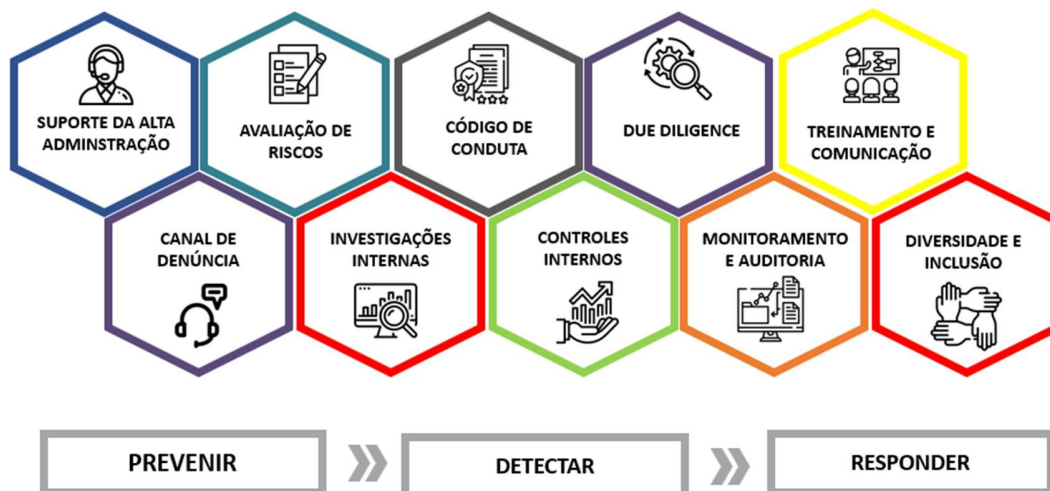 SUPORTE DA ALTA
ADMINSTRAÇÃO
AVALIAÇÃO DE
RISCOS
CÓDIGO DE
CONDUTA
DUE DILIGENCE
TREINAMENTO E
COMUNICAÇÃO
CANAL DE
DENÚNCIA
INVESTIGAÇÕES
INTERNAS
CONTROLES
INTERNOS
MONITORAMENTO
E AUDITORIA
DIVERSIDADE E
INCLUSÃO
PREVENIR
DETECTAR
RESPONDER